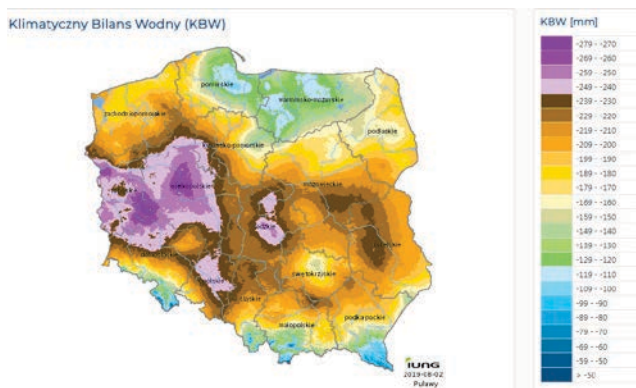 Klimatyczny Bilans Wodny (KBW)
pomorskie
warmińsko-mazurskie
zachodniopomorskie
podlaskie
kujawsko-pomorskie
mazowieckie
wielkopolskie
łódzkie
lubelskie
świętokrzyskie
opolskie
śląskie
małopolskie
podkarpackie
IUNG
2019-08-02
Puławy
KBW [mm]
-279 - -270
-269 - -260
-259 - -250
-249 - -240
-239 - -230
-229 - -220
-219 - -210
-209 - -200
-199 - -190
-189 - -180
-179 - -170
-169 - -160
-159 - -150
-149 - -140
-139 - -130
-129 - -120
-119 - -110
-109 - -100
-99 - -90
-89 - -80
-79 - -70
-69 - -60
-59 - -50
> -50